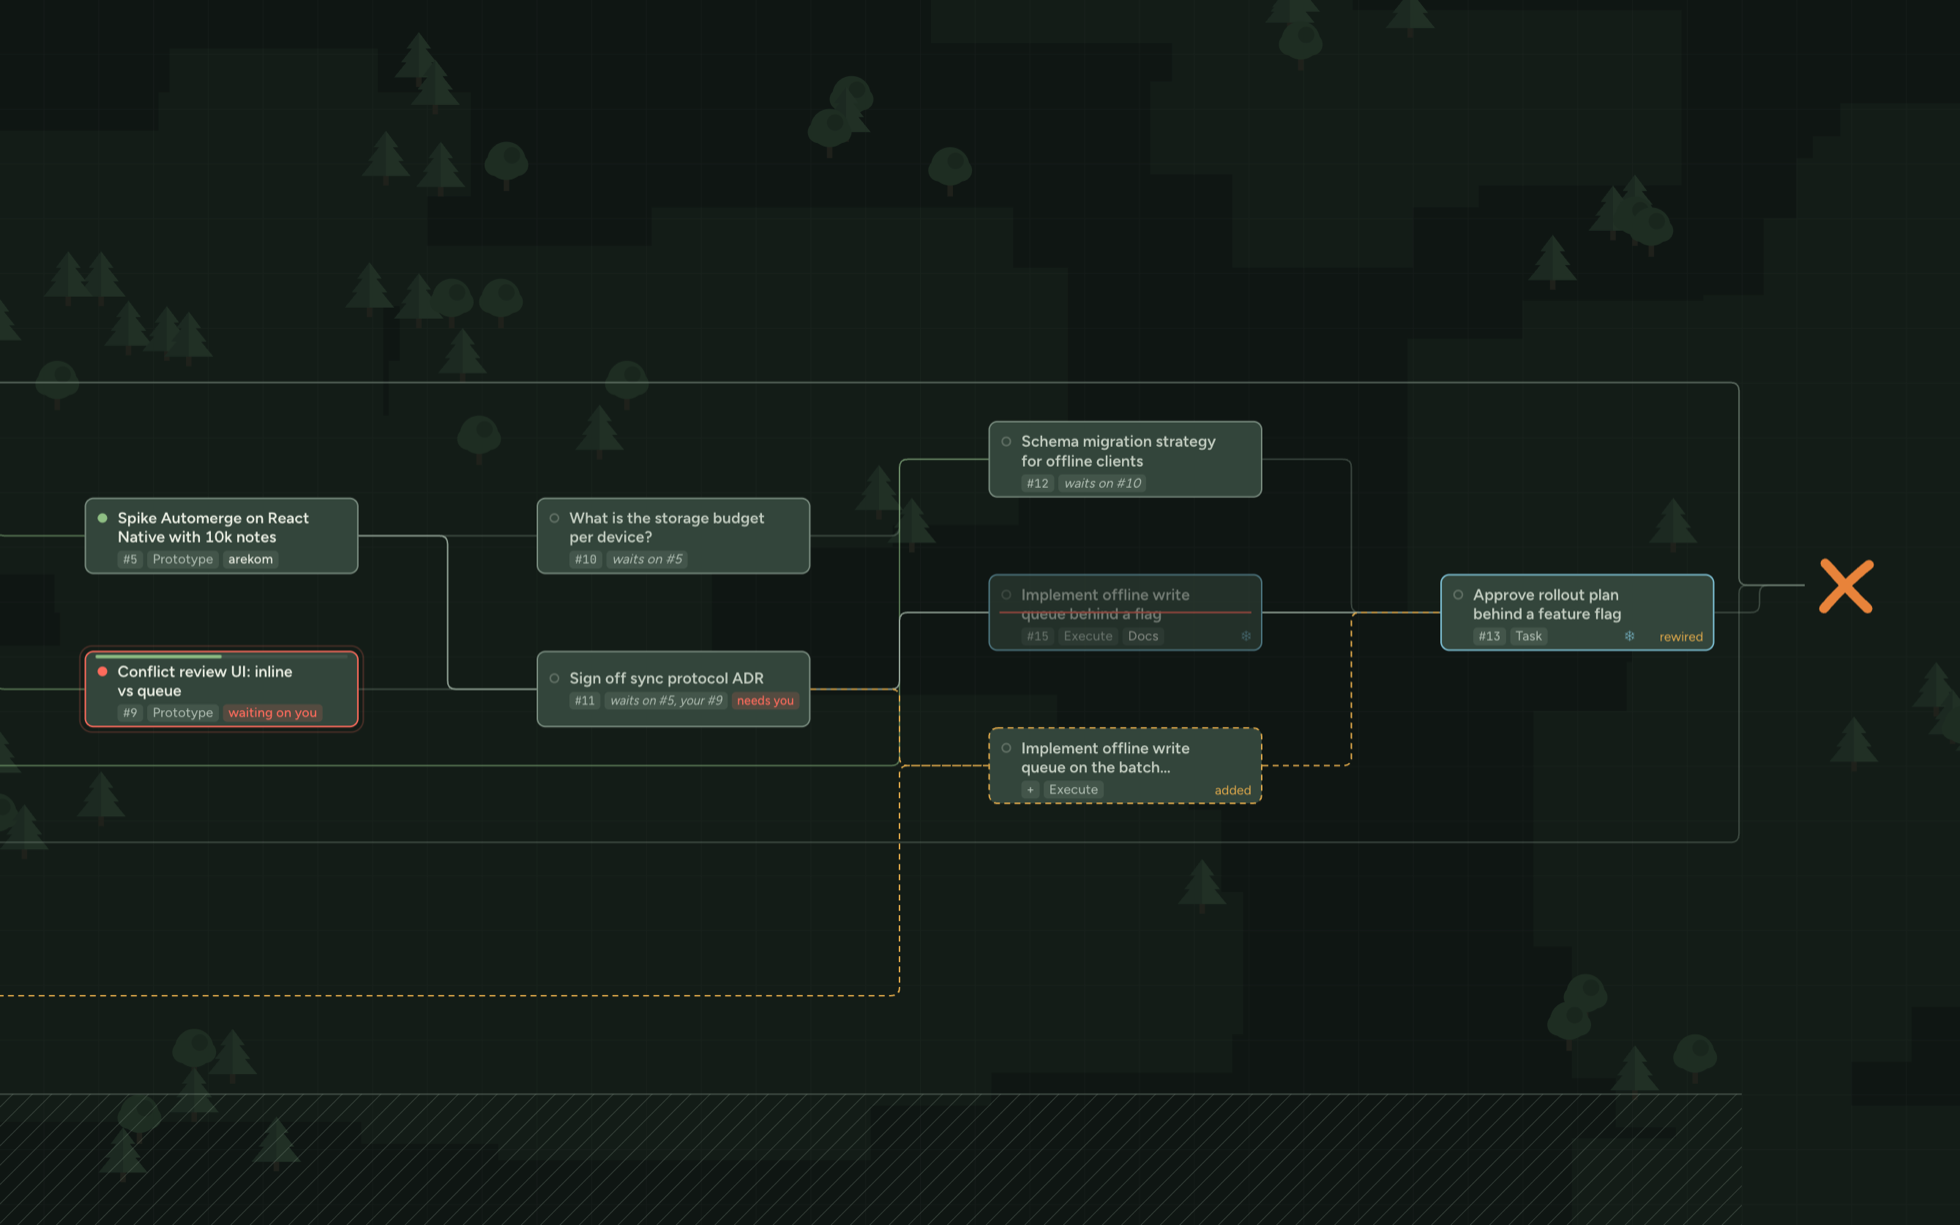 Schema migration strategy
for offline clients
#12 waits on #10
Spike Automerge on React
Native with 10k notes
#5 Prototype arekom
What is the storage budget
per device?
#10 waits on #5
Implement offline write
queue behind a flag
#15 Execute Docs
Approve rollout plan
behind a feature flag
#13 Task rewired
Conflict review UI: inline
vs queue
#9 Prototype waiting on you
Sign off sync protocol ADR
#11 waits on #5, your #9 needs you
Implement offline write
queue on the batch...
+ Execute added